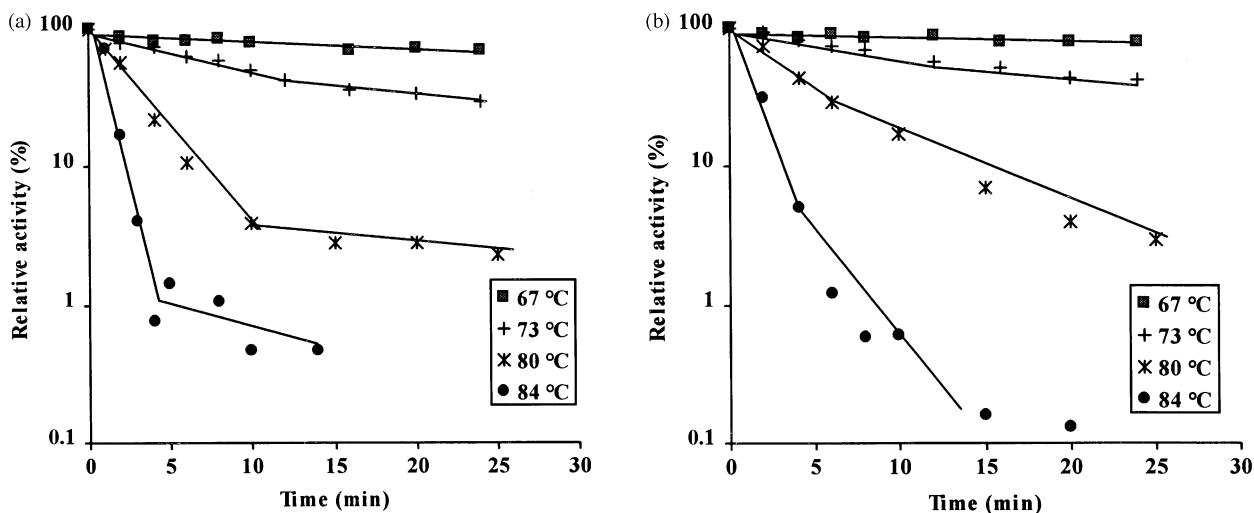 (a)
100
10
1
0.1
Relative activity (%)
0 5 10 15 20 25 30
Time (min)
67 °C
73 °C
80 °C
84 °C
(b)
100
10
1
0.1
Relative activity (%)
0 5 10 15 20 25 30
Time (min)
67 °C
73 °C
80 °C
84 °C